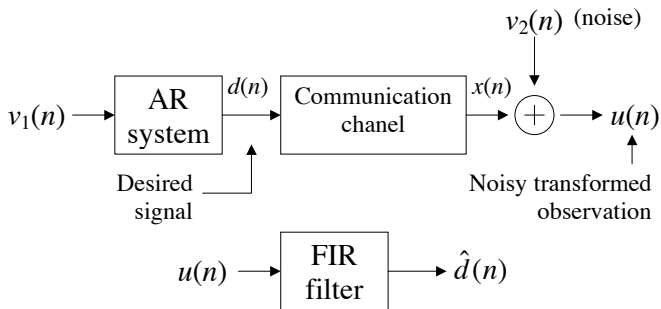 v₂(n) (noise)
v₁(n)
AR
system
d(n)
Communication
chanel
x(n)
+
u(n)
Desired
signal
Noisy transformed
observation
u(n)
FIR
filter
d̂(n)